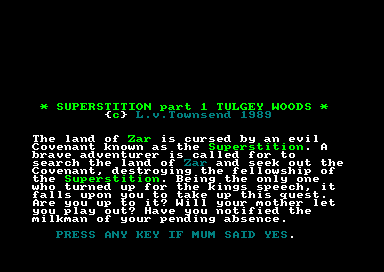 * SUPERSTITION part 1 TULGEY WOODS *
{c} L.v.Townsend 1989
The land of Zar is cursed by an evil
Covenant known as the Superstition. A
brave adventurer is called for to
search the land of Zar and seek out the
Covenant, destroying the fellowship of
the Superstition. Being the only one
who turned up for the kings speech, it
falls upon you to take up this quest.
Are you up to it? Will your mother let
you play out? Have you notified the
milkman of your pending absence.
PRESS ANY KEY IF MUM SAID YES.